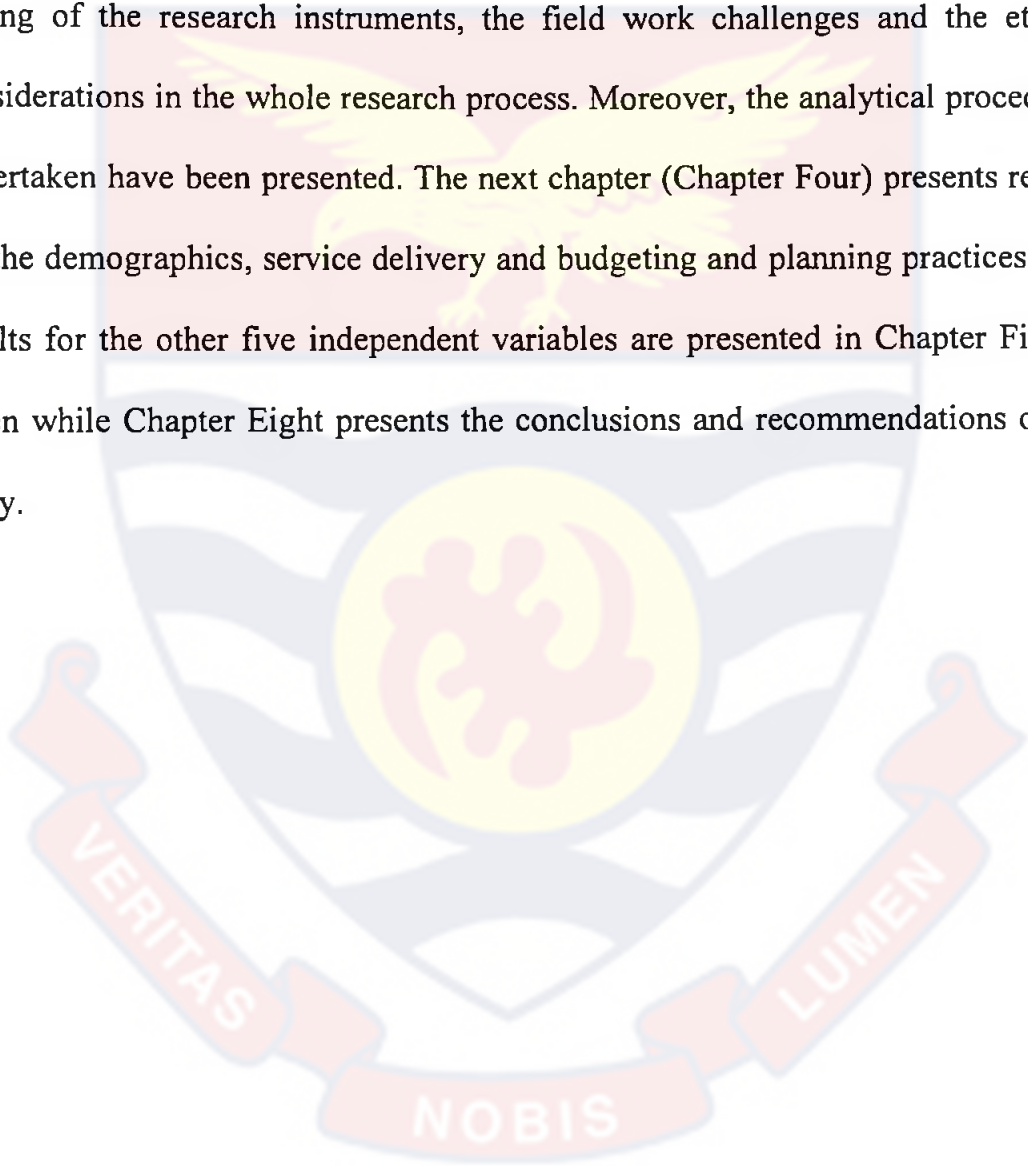 ng of the research instruments, the field work challenges and the et
siderations in the whole research process. Moreover, the analytical proced
ertaken have been presented. The next chapter (Chapter Four) presents re
he demographics, service delivery and budgeting and planning practices
lts for the other five independent variables are presented in Chapter Fi
n while Chapter Eight presents the conclusions and recommendations o
y.
VERITAS
NOBIS
LUMEN